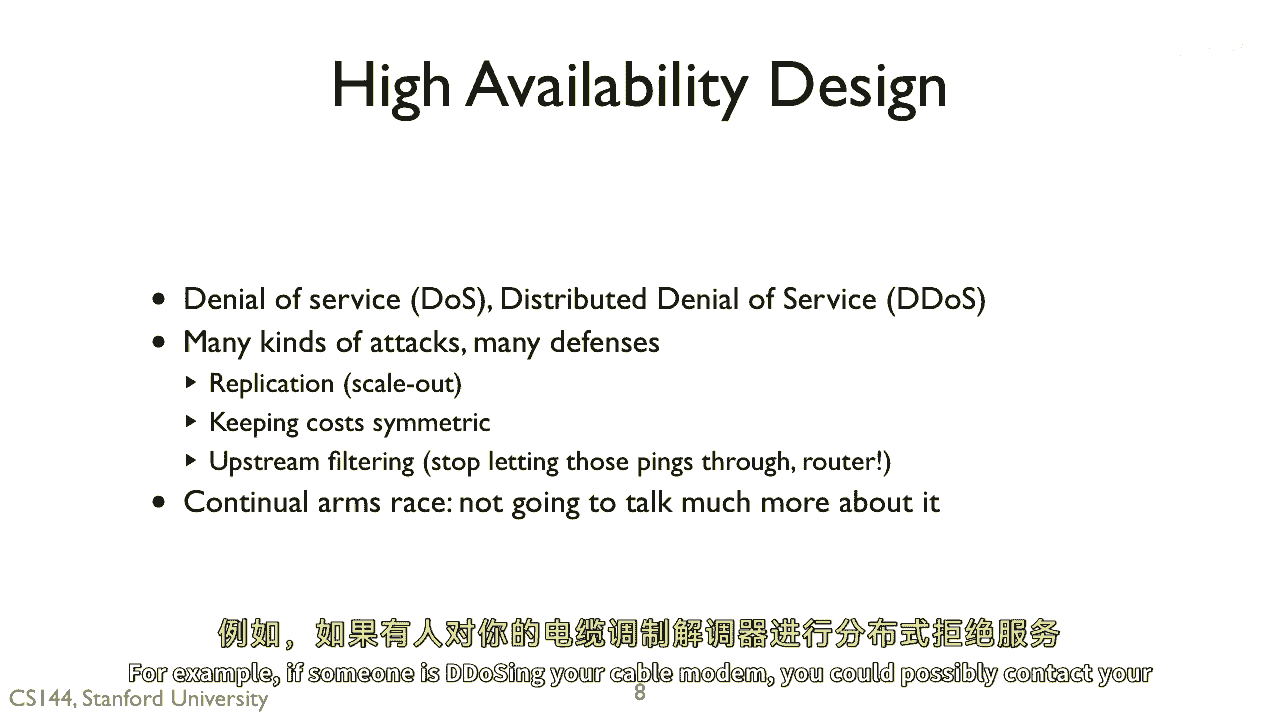 High Availability Design
• Denial of service (DoS), Distributed Denial of Service (DDoS)
• Many kinds of attacks, many defenses
▸ Replication (scale-out)
▸ Keeping costs symmetric
▸ Upstream filtering (stop letting those pings through, router!)
• Continual arms race: not going to talk much more about it
例如，如果有人对你的电缆调制解调器进行分布式拒绝服务
For example, if someone is DDoSing your cable modem, you could possibly contact your
CS144, Stanford University
8